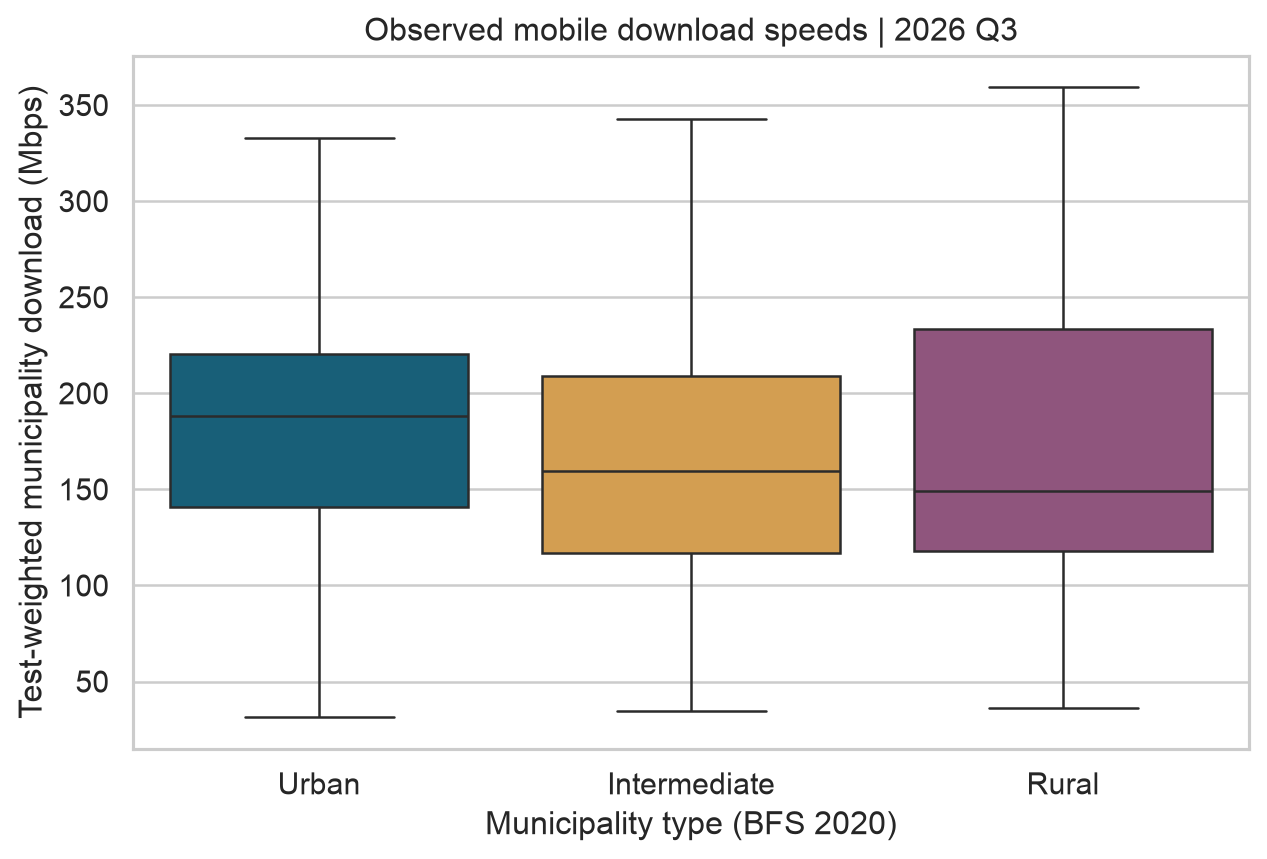 Observed mobile download speeds | 2026 Q3
Test-weighted municipality download (Mbps)
350
300
250
200
150
100
50
Urban
Intermediate
Rural
Municipality type (BFS 2020)